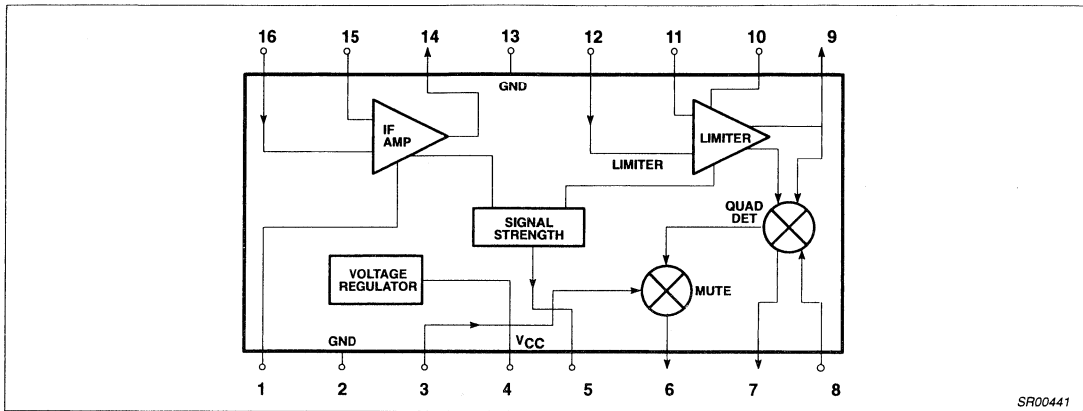 16 15 14 13 12 11 10 9
GND
IF
AMP
LIMITER
LIMITER
QUAD
DET
SIGNAL
STRENGTH
VOLTAGE
REGULATOR
MUTE
GND
VCC
1 2 3 4 5 6 7 8
SR00441